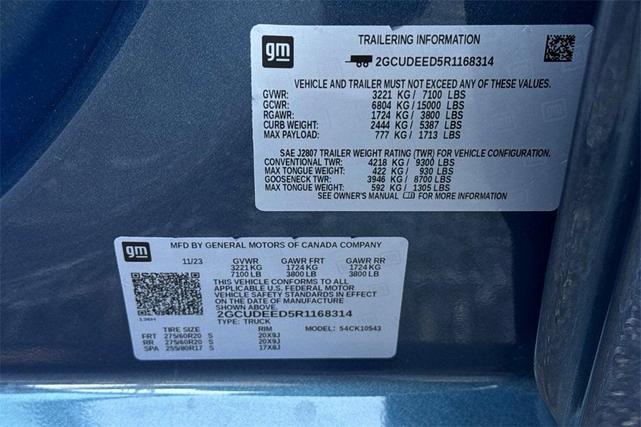 gm
TRAILERING INFORMATION
2GCUDEED5R1168314
VEHICLE AND TRAILER MUST NOT EXCEED ANY OF THESE VALUES.
GVWR: 3221 KG / 7100 LBS
GCWR: 6804 KG / 15000 LBS
RGAWR: 1724 KG / 3800 LBS
CURB WEIGHT: 2444 KG / 5387 LBS
MAX PAYLOAD: 777 KG / 1713 LBS
SAE J2807 TRAILER WEIGHT RATING (TWR) FOR VEHICLE CONFIGURATION.
CONVENTIONAL TWR: 4218 KG / 9300 LBS
MAX TONGUE WEIGHT: 422 KG / 930 LBS
GOOSENECK TWR: 3946 KG / 8700 LBS
MAX TONGUE WEIGHT: 592 KG / 1305 LBS
SEE OWNER'S MANUAL FOR MORE INFORMATION
gm
MFD BY GENERAL MOTORS OF CANADA COMPANY
11/23 GVWR GAWR FRT GAWR RR
3221 KG 1724 KG 1724 KG
7100 LB 3800 LB 3800 LB
THIS VEHICLE CONFORMS TO ALL
APPLICABLE U.S. FEDERAL MOTOR
VEHICLE SAFETY STANDARDS IN EFFECT
ON THE DATE OF MANUFACTURE
SHOWN ABOVE.
2GCUDEED5R1168314
TYPE: TRUCK
TIRE SIZE RIM MODEL: 54CK10543
FRT 275/60R20 S 20X9J
RR 275/60R20 S 20X9J
SPA 255/80R17 S 17X8J